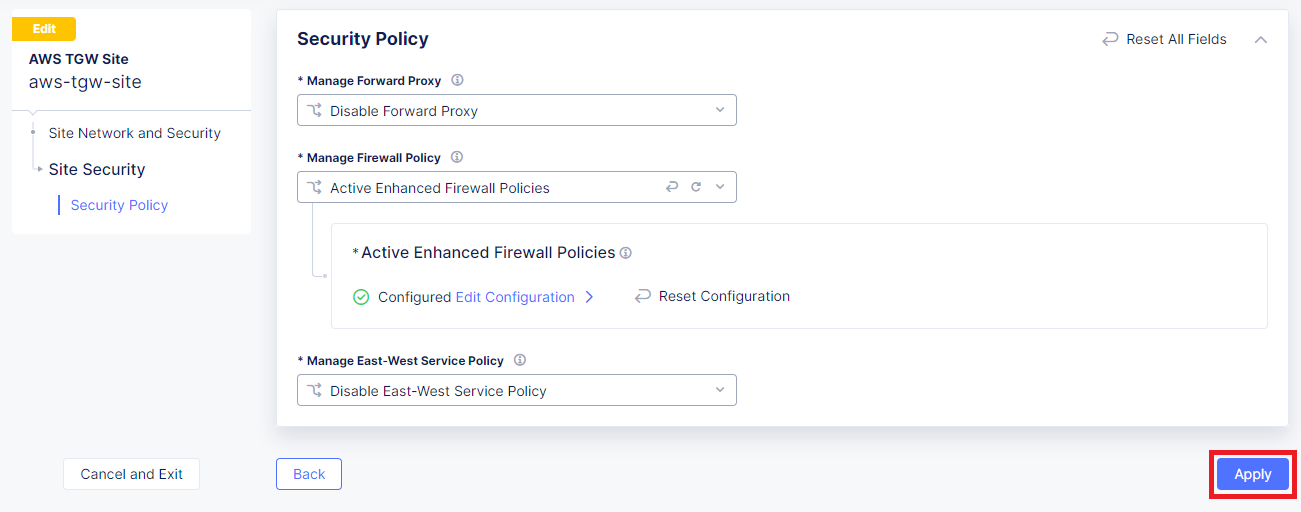 Edit
AWS TGW Site
aws-tgw-site
Site Network and Security
Site Security
Security Policy
Security Policy
Reset All Fields
* Manage Forward Proxy
Disable Forward Proxy
* Manage Firewall Policy
Active Enhanced Firewall Policies
* Active Enhanced Firewall Policies
Configured Edit Configuration
Reset Configuration
* Manage East-West Service Policy
Disable East-West Service Policy
Cancel and Exit
Back
Apply